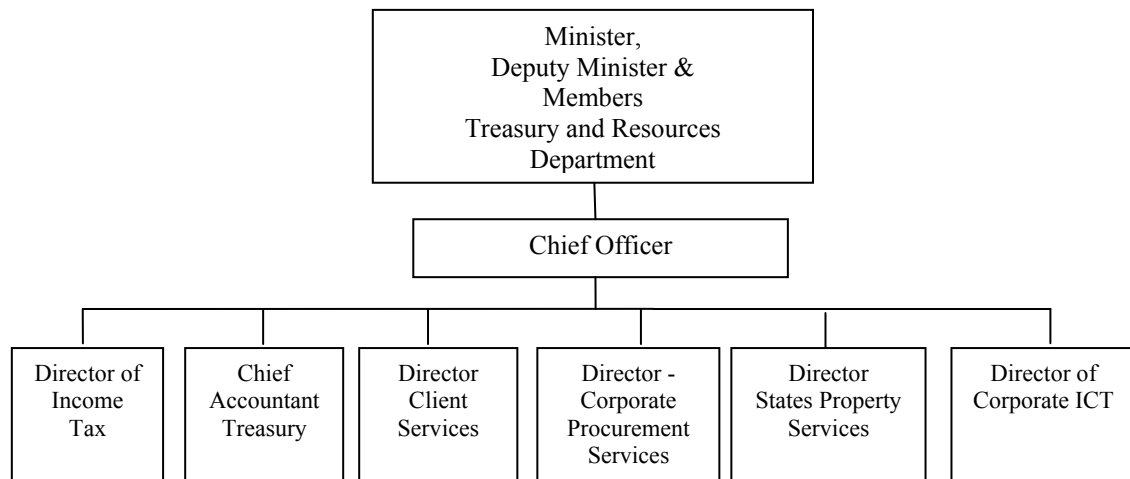 Minister,
Deputy Minister &
Members
Treasury and Resources
Department
Chief Officer
Director of
Income
Tax
Chief
Accountant
Treasury
Director
Client
Services
Director -
Corporate
Procurement
Services
Director
States Property
Services
Director of
Corporate ICT